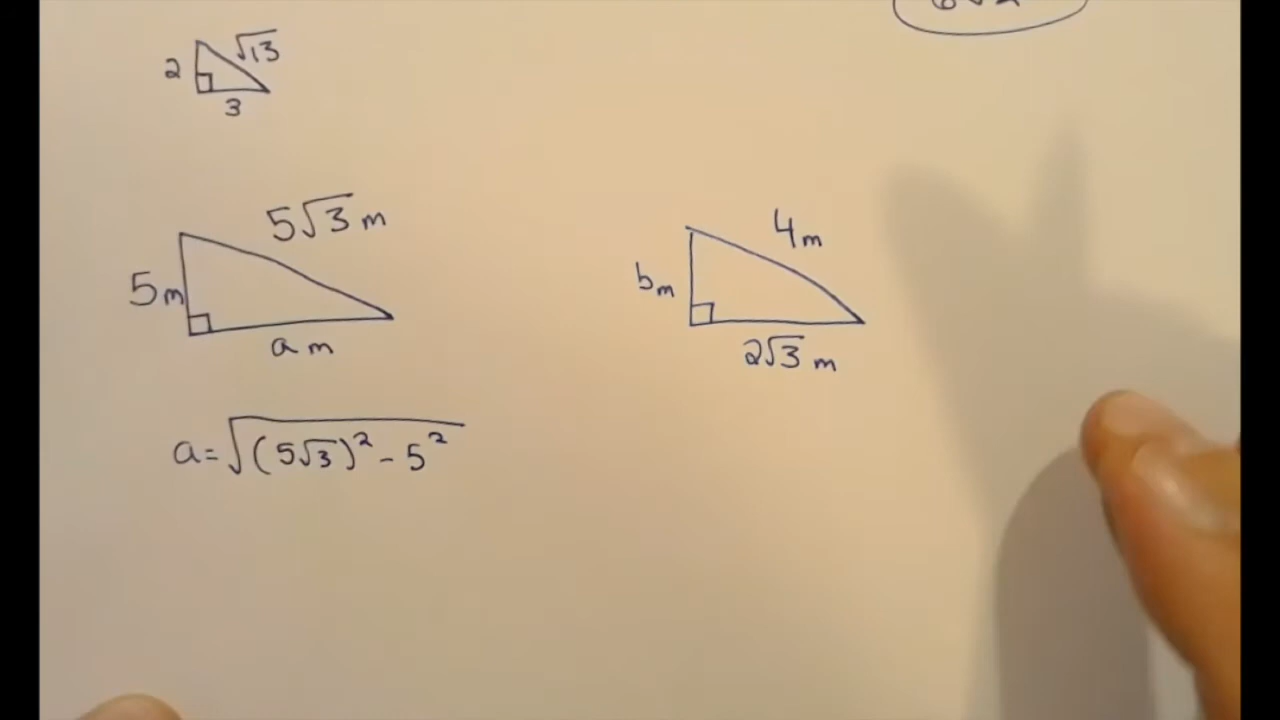 2
√13
3
5√3 m
5m
a m
4m
bm
2√3 m
a=√(5√3)² - 5²